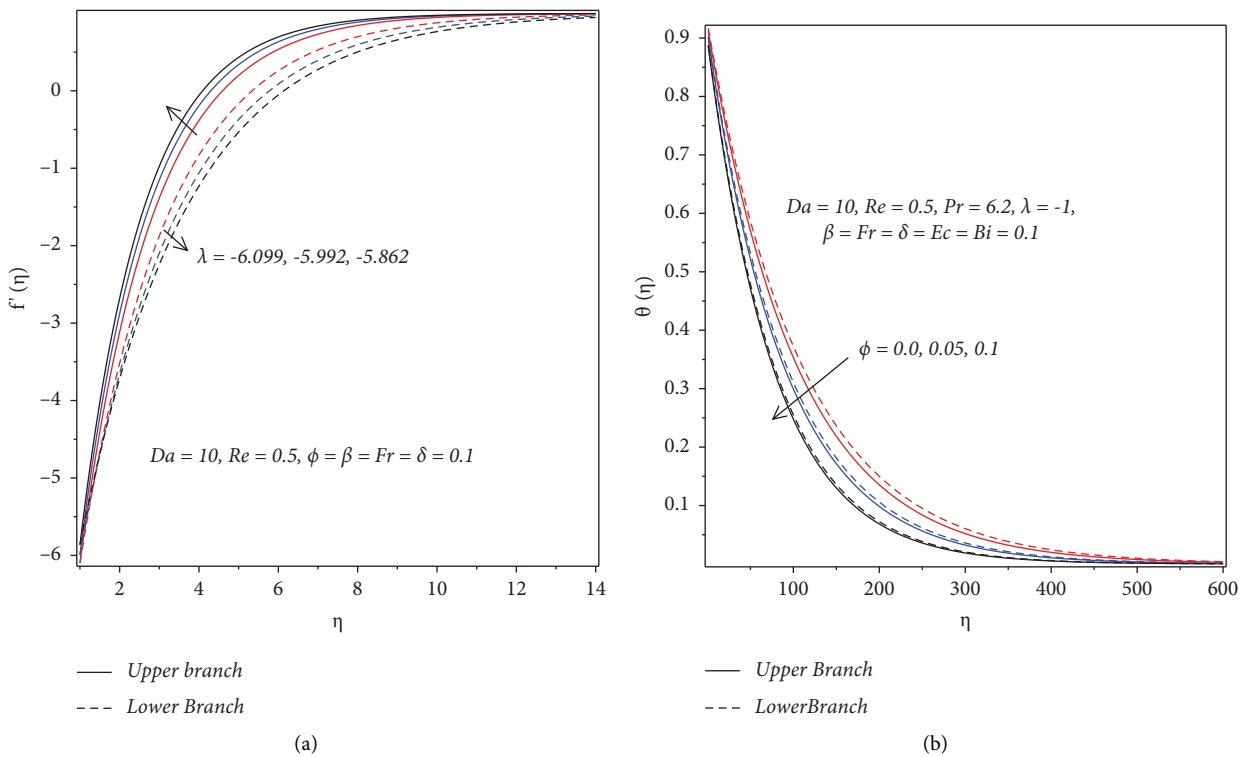 f' (η)
0
−1
−2
−3
−4
−5
−6
λ = -6.099, -5.992, -5.862
Da = 10, Re = 0.5, ϕ = β = Fr = δ = 0.1
2 4 6 8 10 12 14
η
Upper branch
Lower Branch
(a)
θ (η)
0.9
0.8
0.7
0.6
0.5
0.4
0.3
0.2
0.1
Da = 10, Re = 0.5, Pr = 6.2, λ = -1,
β = Fr = δ = Ec = Bi = 0.1
ϕ = 0.0, 0.05, 0.1
100 200 300 400 500 600
η
Upper Branch
LowerBranch
(b)